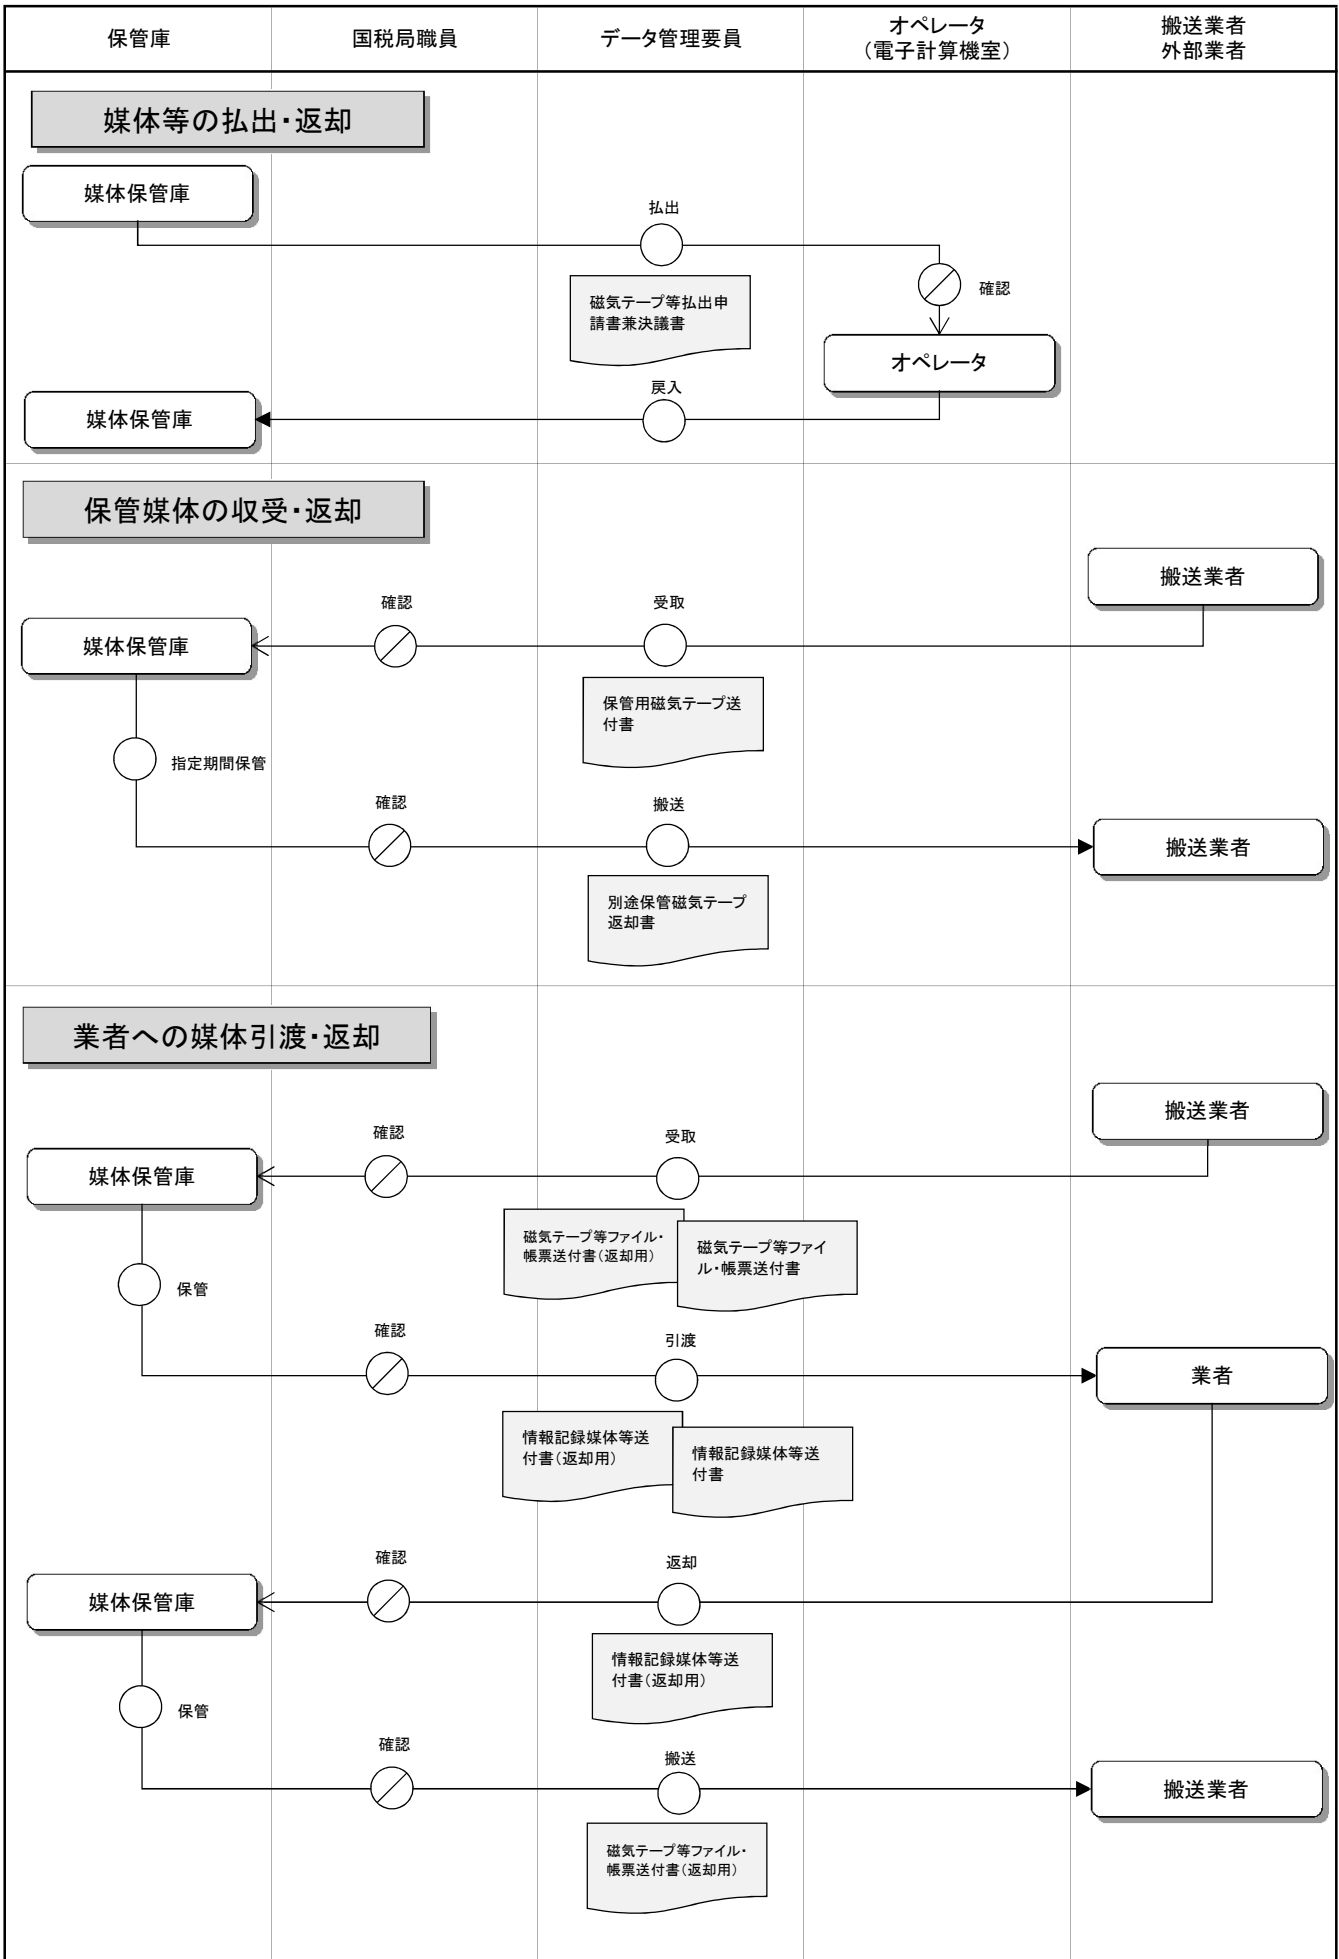 保管庫
国税局職員
データ管理要員
オペレータ
（電子計算機室）
搬送業者
外部業者
媒体等の払出・返却
媒体保管庫
払出
磁気テープ等払出申
請書兼決議書
確認
オペレータ
戻入
媒体保管庫
保管媒体の収受・返却
搬送業者
受取
確認
媒体保管庫
保管用磁気テープ送
付書
指定期間保管
確認
搬送
搬送業者
別途保管磁気テープ
返却書
業者への媒体引渡・返却
搬送業者
受取
確認
媒体保管庫
磁気テープ等ファイル・
帳票送付書（返却用）
磁気テープ等ファイ
ル・帳票送付書
保管
確認
引渡
業者
情報記録媒体等送
付書（返却用）
情報記録媒体等送
付書
返却
確認
媒体保管庫
情報記録媒体等送
付書（返却用）
保管
確認
搬送
搬送業者
磁気テープ等ファイル・
帳票送付書（返却用）